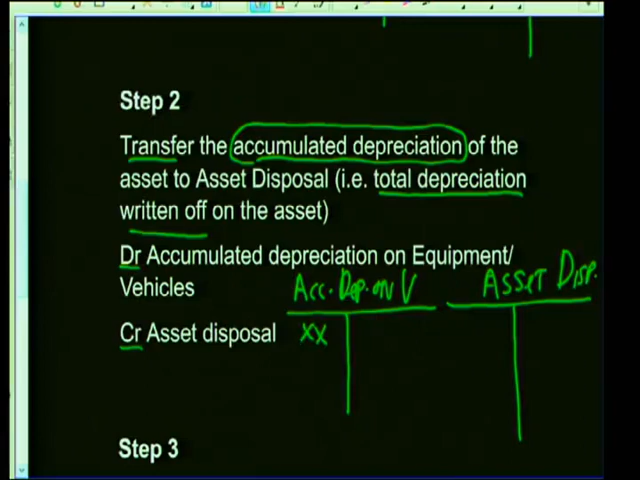 Step 2
Transfer the accumulated depreciation of the
asset to Asset Disposal (i.e. total depreciation
written off on the asset)
Dr Accumulated depreciation on Equipment/
Vehicles
Acc. Dep. on V
Asset Disp.
Cr Asset disposal
xx
Step 3